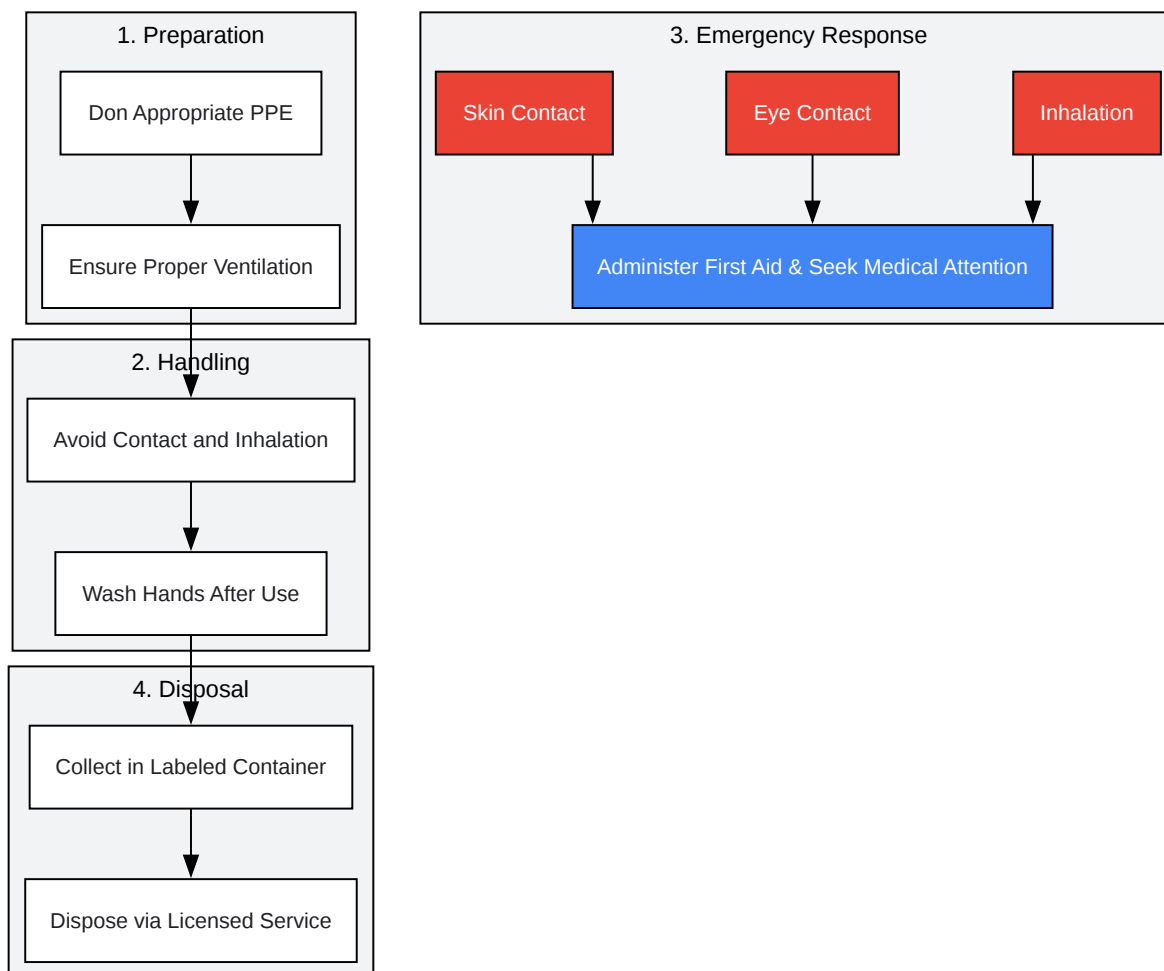 1. Preparation
Don Appropriate PPE
Ensure Proper Ventilation
2. Handling
Avoid Contact and Inhalation
Wash Hands After Use
4. Disposal
Collect in Labeled Container
Dispose via Licensed Service
3. Emergency Response
Skin Contact
Eye Contact
Inhalation
Administer First Aid & Seek Medical Attention